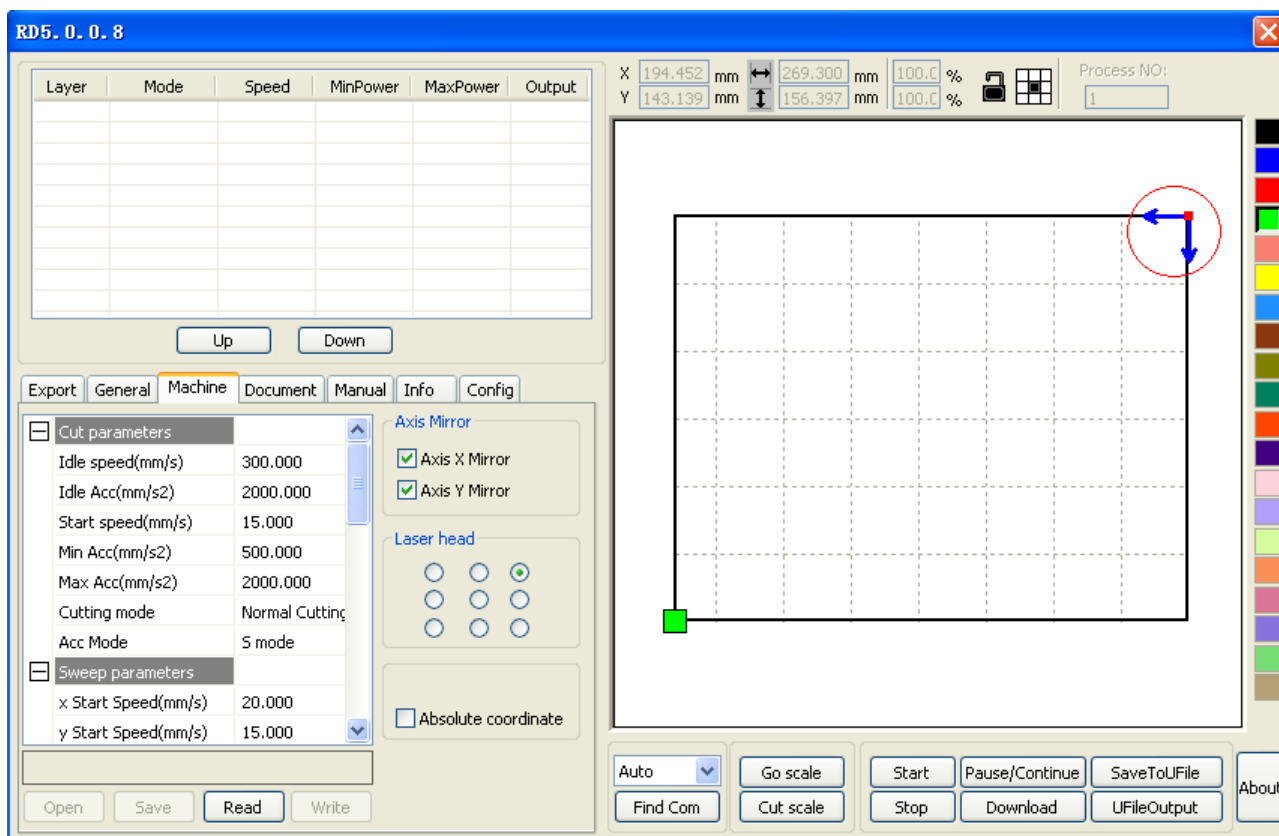 RD5.0.0.8
Layer Mode Speed MinPower MaxPower Output
Up Down
X 194.452 mm 269.300 mm 100.0 %
Y 143.139 mm 156.397 mm 100.0 %
Process NO:
1
Export General Machine Document Manual Info Config
Cut parameters
Idle speed(mm/s) 300.000
Idle Acc(mm/s2) 2000.000
Start speed(mm/s) 15.000
Min Acc(mm/s2) 500.000
Max Acc(mm/s2) 2000.000
Cutting mode Normal Cutting
Acc Mode S mode
Sweep parameters
x Start Speed(mm/s) 20.000
y Start Speed(mm/s) 15.000
Axis Mirror
Axis X Mirror
Axis Y Mirror
Laser head
Absolute coordinate
Open Save Read Write
Auto Go scale Start Pause/Continue SaveToUFile
Find Com Cut scale Stop Download UFileOutput
About